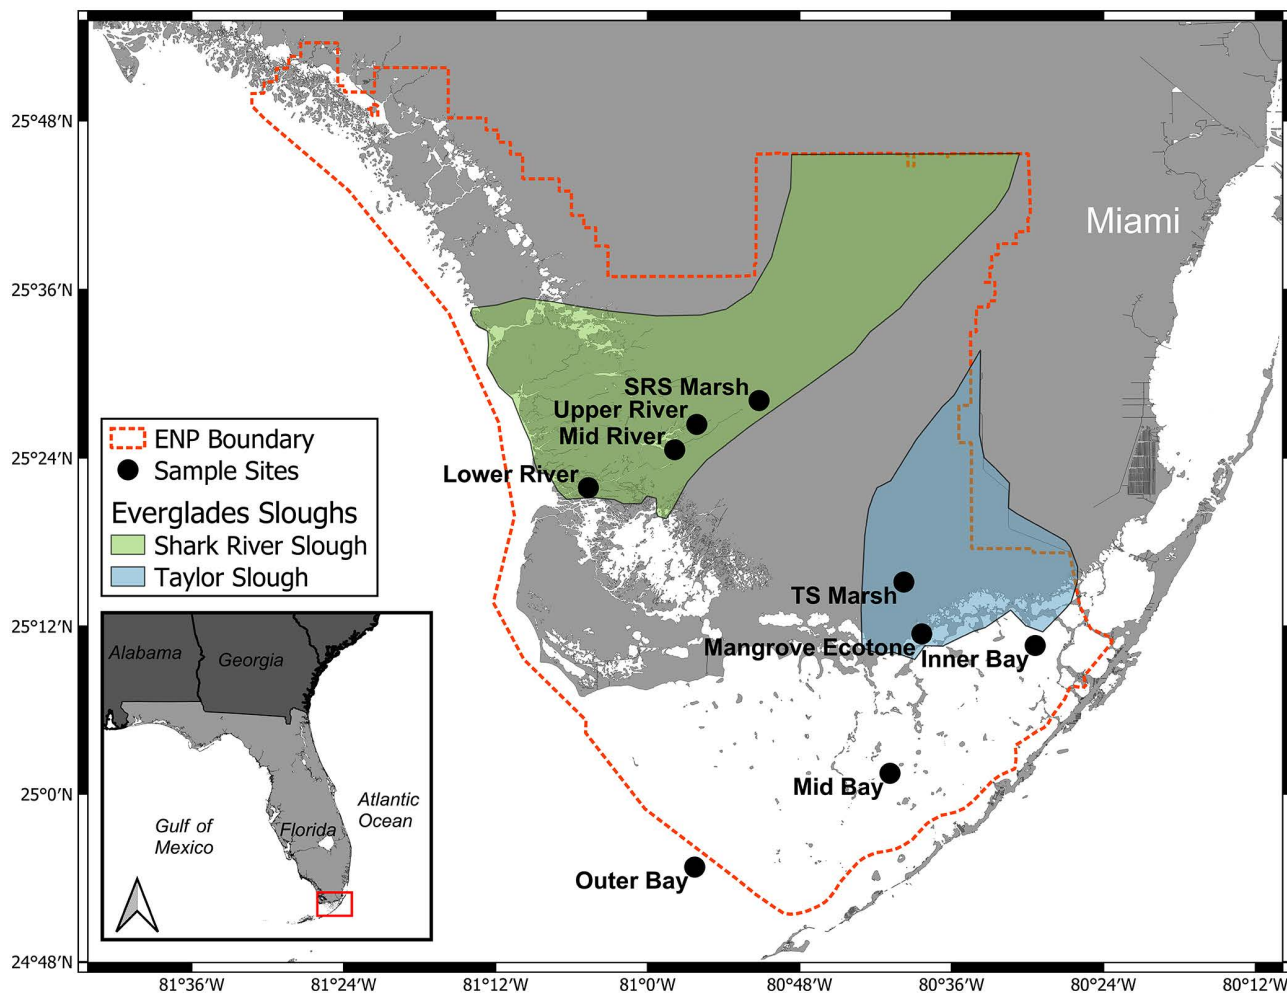 25°48'N
25°36'N
25°24'N
25°12'N
25°0'N
24°48'N
Miami
SRS Marsh
Upper River
Mid River
Lower River
TS Marsh
Mangrove Ecotone
Inner Bay
Mid Bay
Outer Bay
ENP Boundary
Sample Sites
Everglades Sloughs
Shark River Slough
Taylor Slough
Alabama
Georgia
Atlantic
Ocean
Gulf of
Mexico
Florida
81°36'W
81°24'W
81°12'W
81°0'W
80°48'W
80°36'W
80°24'W
80°12'W